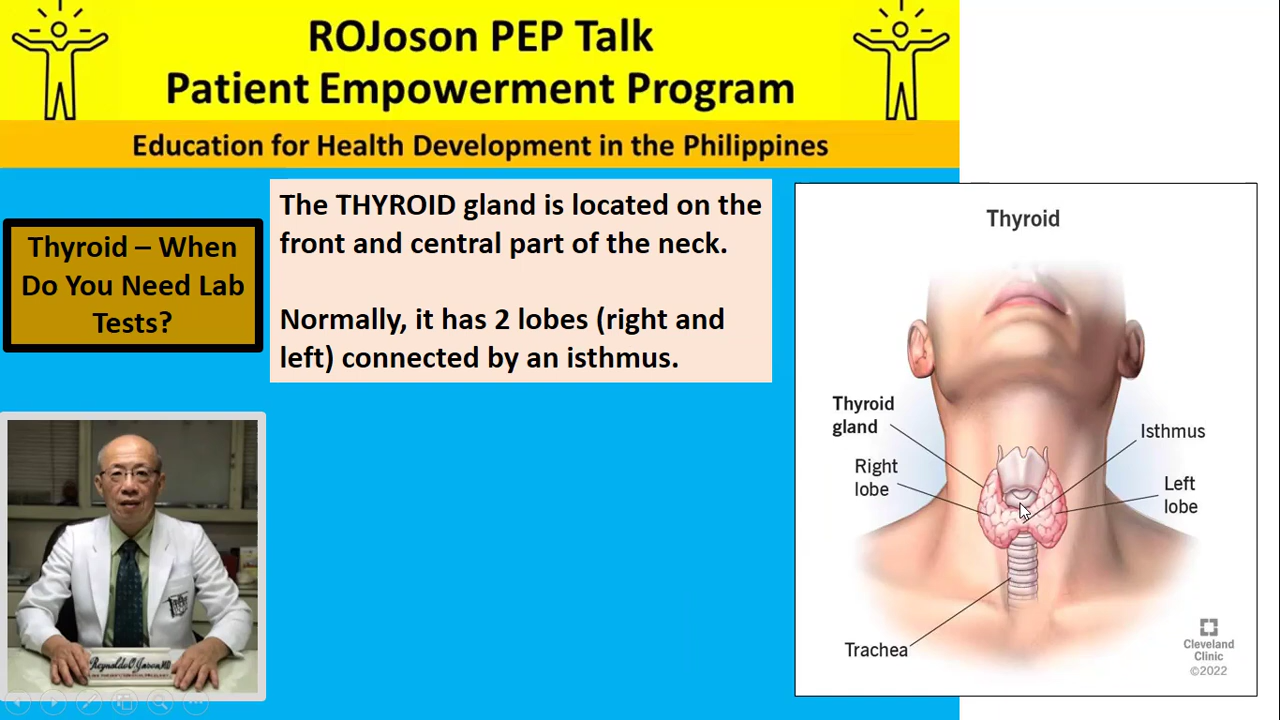 ROJoson PEP Talk
Patient Empowerment Program
Education for Health Development in the Philippines
Thyroid – When
Do You Need Lab
Tests?
The THYROID gland is located on the
front and central part of the neck.
Normally, it has 2 lobes (right and
left) connected by an isthmus.
Thyroid
Thyroid
gland
Right
lobe
Isthmus
Left
lobe
Trachea
Cleveland
Clinic
©2022
Reynaldo O. Joson, MD